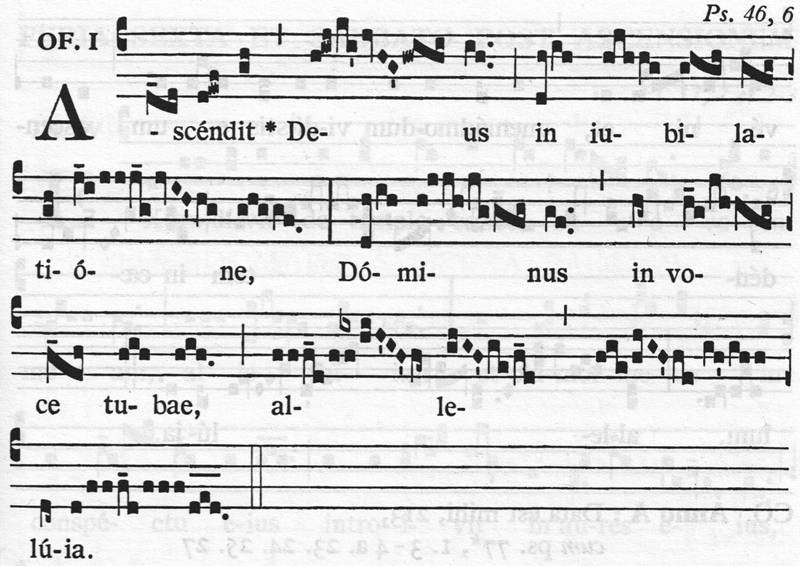 Ps. 46, 6
OF. I
A - scéndit * De- us in iu- bi- la-
ti- ó- ne, Dó- mi- nus in vo-
ce tu- bae, al- le-
lú-ia.